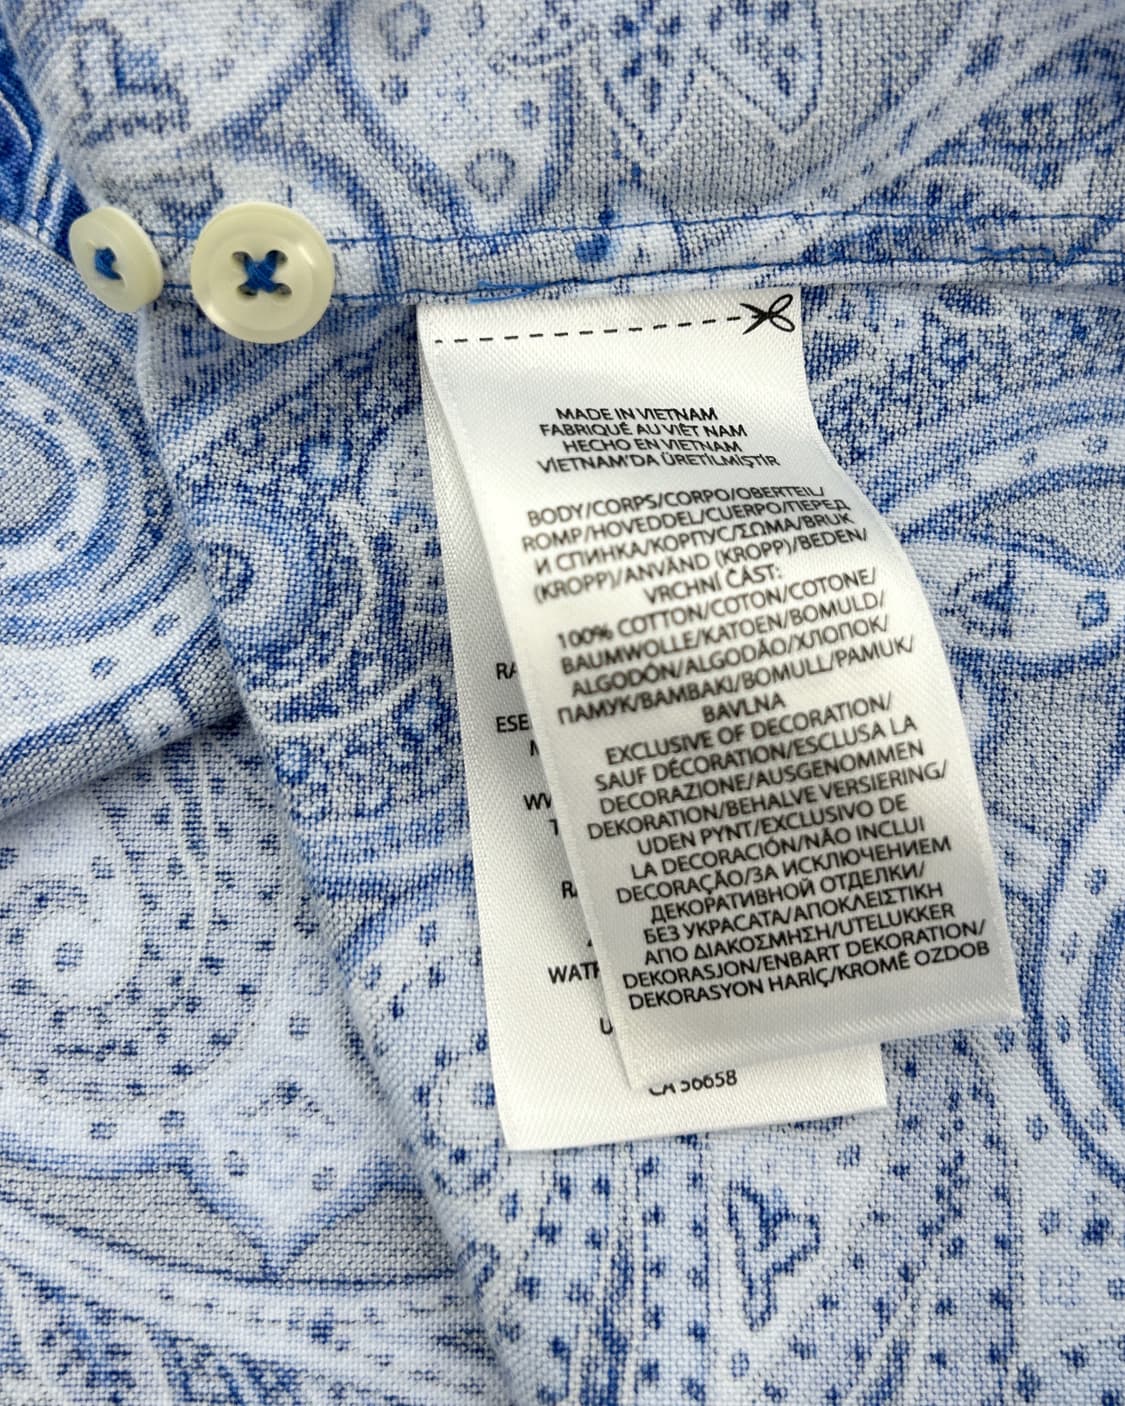 MADE IN VIETNAM
FABRIQUÉ AU VIÊT NAM
HECHO EN VIETNAM
VİETNAM'DA ÜRETİLMİŞTİR
BODY/CORPS/CORPO/OBERTEIL/
ROMP/HOVEDDEL/CUERPO/ПЕРЕД
И СПИНКА/КОРПУС/ΣΩΜΑ/BRUK
(KROPP)/ANVÄND (KROPP)/BEDEN/
VRCHNÍ ČÁST:
100% COTTON/COTON/COTONE/
BAUMWOLLE/KATOEN/BOMULD/
ALGODÓN/ALGODÃO/ХЛОПОК/
ПАМУК/BAMBAKI/BOMULL/PAMUK/
BAVLNA
EXCLUSIVE OF DECORATION/
SAUF DÉCORATION/ESCLUSA LA
DECORAZIONE/AUSGENOMMEN
DEKORATION/BEHALVE VERSIERING/
UDEN PYNT/EXCLUSIVO DE
LA DECORACIÓN/NÃO INCLUI
DECORAÇÃO/ЗА ИСКЛЮЧЕНИЕМ
ДЕКОРАТИВНОЙ ОТДЕЛКИ/
БЕЗ УКРАСАТА/ΑΠΟΚΛΕΙΣΤΙΚΗ
ΑΠΟ ΔΙΑΚΟΣΜΗΣΗ/UTELUKKER
DEKORASJON/ENBART DEKORATION/
DEKORASYON HARİÇ/KROMĚ OZDOB
CA 56658